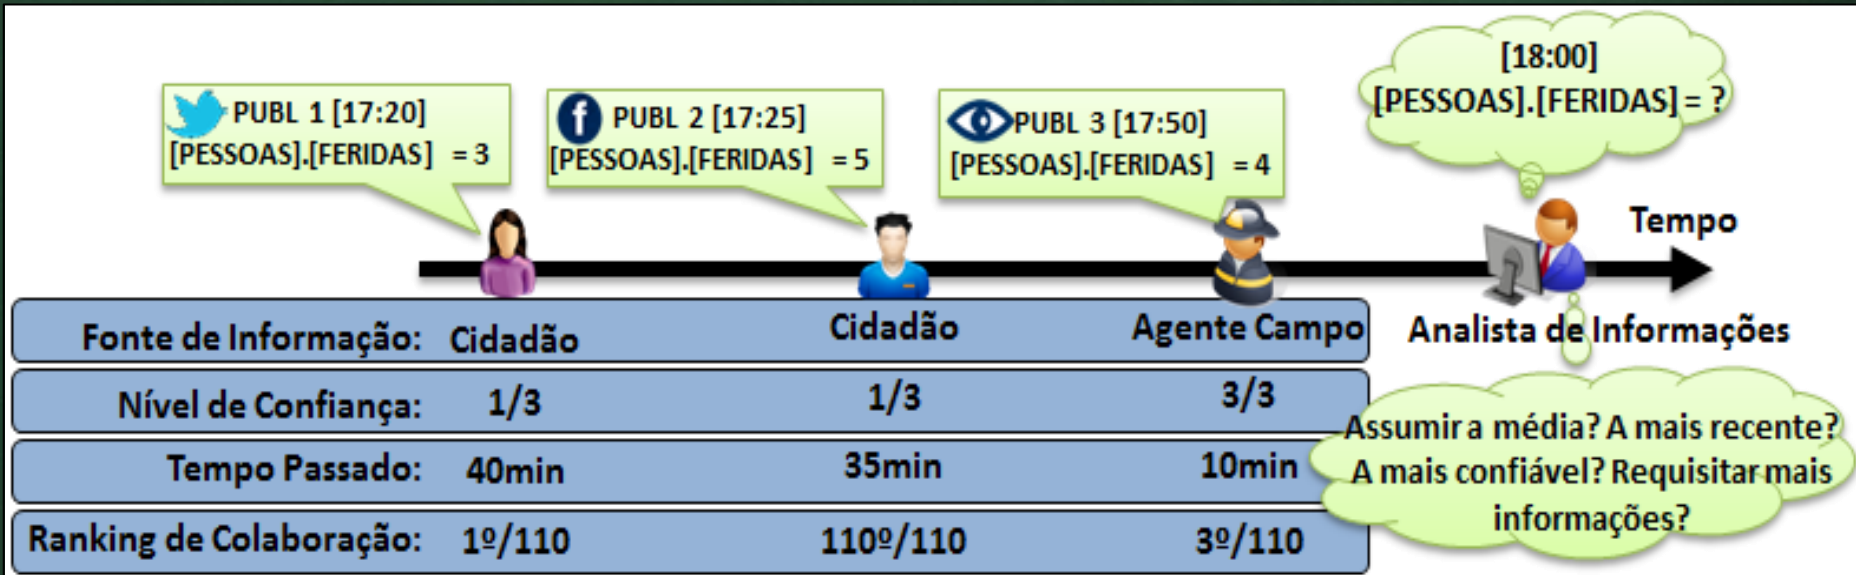 [18:00]
[PESSOAS].[FERIDAS] = ?
PUBL 1 [17:20]
[PESSOAS].[FERIDAS] = 3
PUBL 2 [17:25]
[PESSOAS].[FERIDAS] = 5
PUBL 3 [17:50]
[PESSOAS].[FERIDAS] = 4
Tempo
Fonte de Informação: Cidadão Cidadão Agente Campo
Analista de Informações
Nível de Confiança: 1/3 1/3 3/3
Tempo Passado: 40min 35min 10min
Ranking de Colaboração: 1º/110 110º/110 3º/110
Assumir a média? A mais recente?
A mais confiável? Requisitar mais
informações?